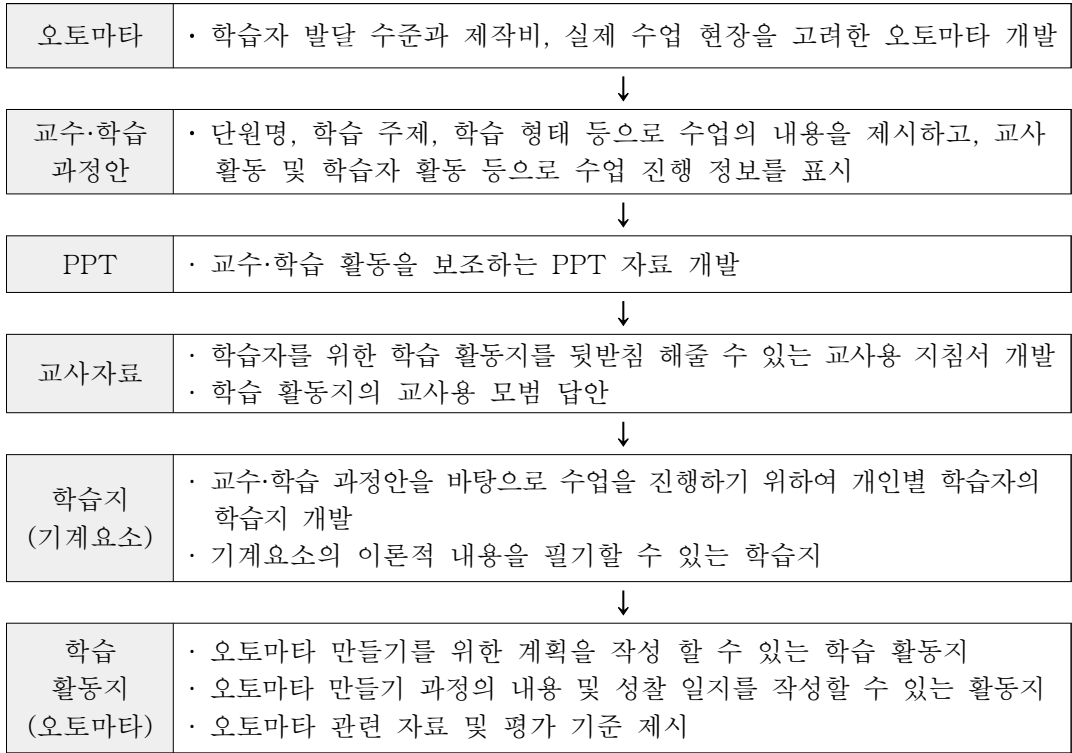 오토마타
· 학습자 발달 수준과 제작비, 실제 수업 현장을 고려한 오토마타 개발
↓
교수·학습
과정안
· 단원명, 학습 주제, 학습 형태 등으로 수업의 내용을 제시하고, 교사
활동 및 학습자 활동 등으로 수업 진행 정보를 표시
↓
PPT
· 교수·학습 활동을 보조하는 PPT 자료 개발
↓
교사자료
· 학습자를 위한 학습 활동지를 뒷받침 해줄 수 있는 교사용 지침서 개발
· 학습 활동지의 교사용 모범 답안
↓
학습지
(기계요소)
· 교수·학습 과정안을 바탕으로 수업을 진행하기 위하여 개인별 학습자의
학습지 개발
· 기계요소의 이론적 내용을 필기할 수 있는 학습지
↓
학습
활동지
(오토마타)
· 오토마타 만들기를 위한 계획을 작성 할 수 있는 학습 활동지
· 오토마타 만들기 과정의 내용 및 성찰 일지를 작성할 수 있는 활동지
· 오토마타 관련 자료 및 평가 기준 제시